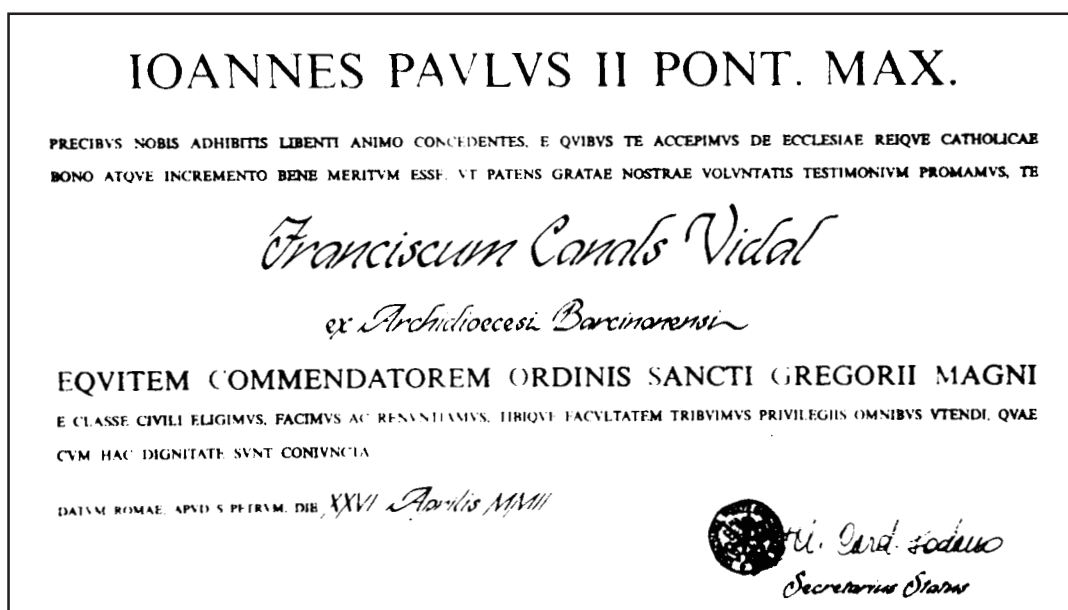 IOANNES PAVLVS II PONT. MAX.
PRECIBVS NOBIS ADHIBITIS LIBENTI ANIMO CONCEDENTES, E QVIBVS TE ACCEPIMVS DE ECCLESIAE REIQVE CATHOLICAE
BONO ATQVE INCREMENTO BENE MERITVM ESSE, VT PATENS GRATAE NOSTRAE VOLVNTATIS TESTIMONIVM PROMAMVS, TE
Franciscum Canals Vidal
ex Archidioecesi Barcinonensi
EQVITEM COMMENDATOREM ORDINIS SANCTI GREGORII MAGNI
E CLASSE CIVILI ELIGIMVS, FACIMVS AC RENVNTIAMVS, TIBIQVE FACVLTATEM TRIBVIMVS PRIVILEGIIS OMNIBVS VTENDI, QVAE
CVM HAC DIGNITATE SVNT CONIVNCTA
DATVM ROMAE, APVD S. PETRVM, DIE XXVI Aprilis MMII
Card. Sodano
Secretarius Status